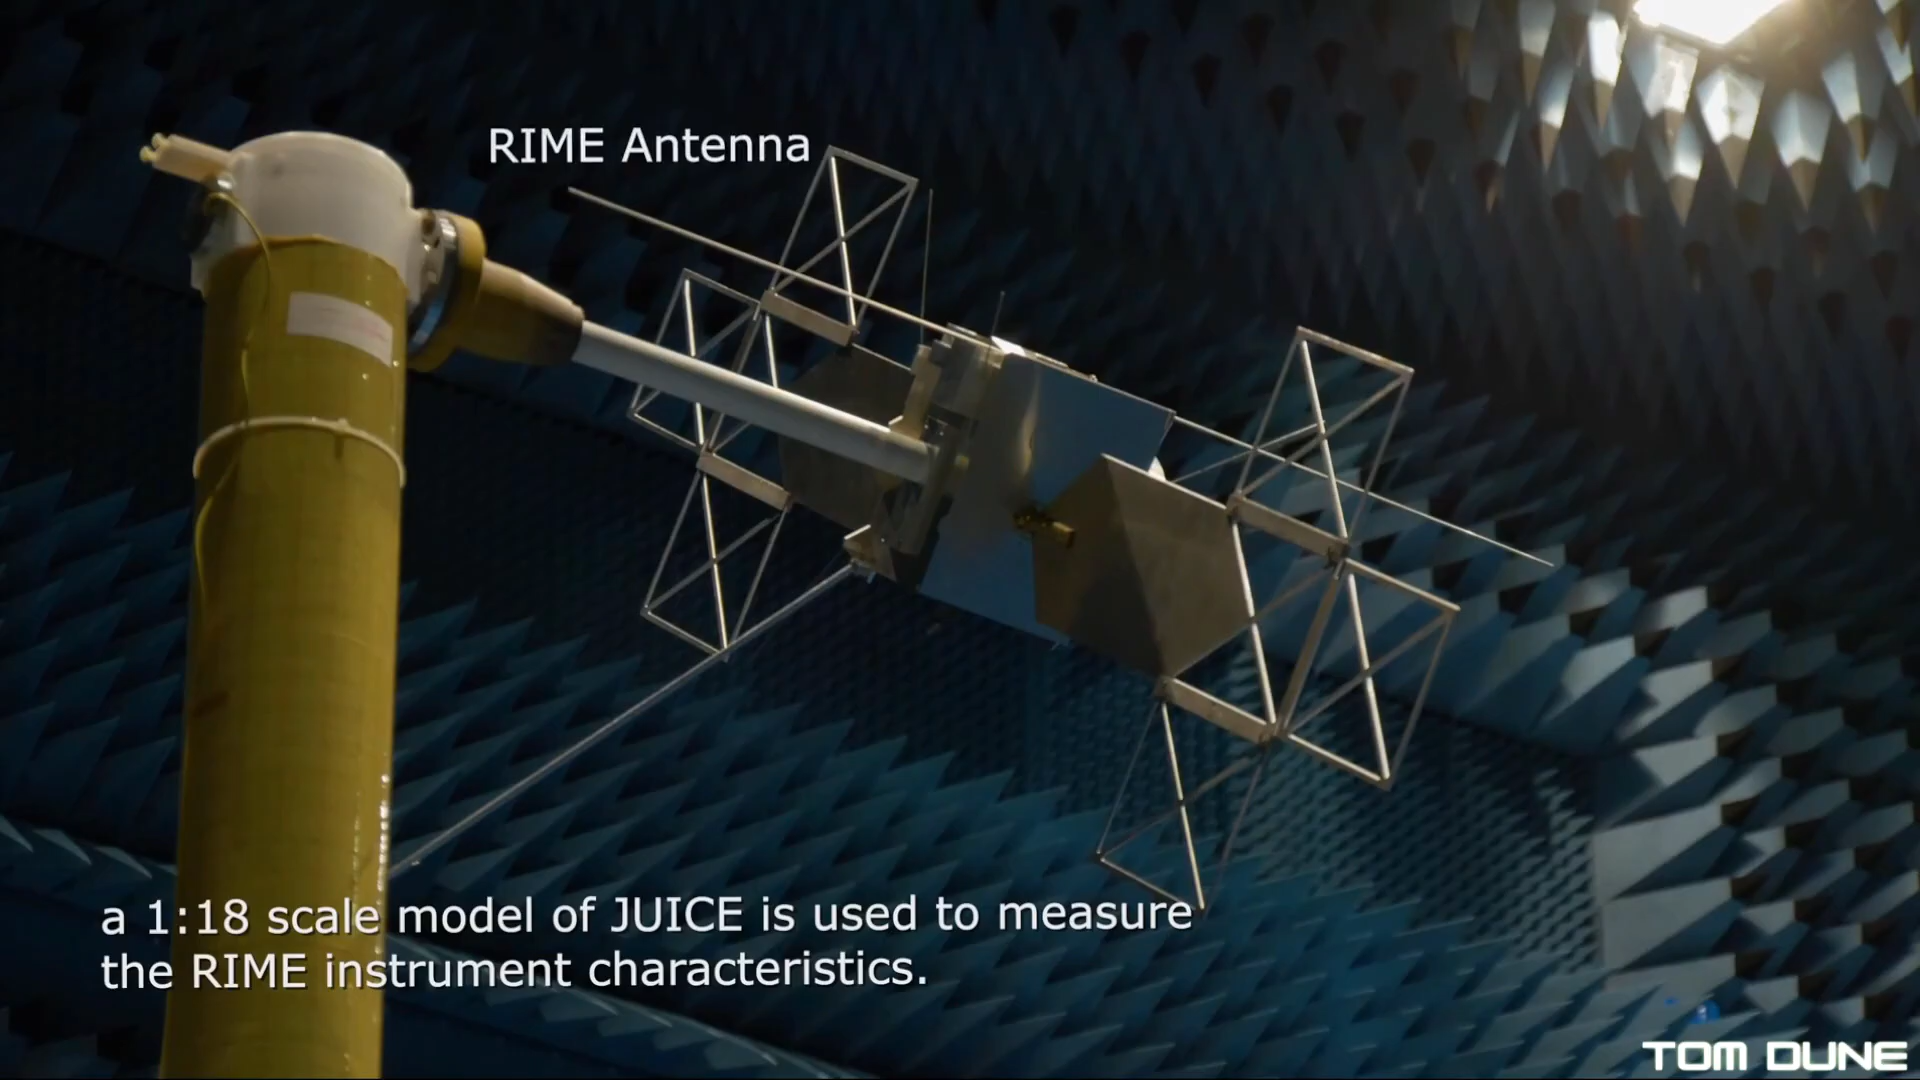 RIME Antenna
a 1:18 scale model of JUICE is used to measure
the RIME instrument characteristics.
TOM DUNE